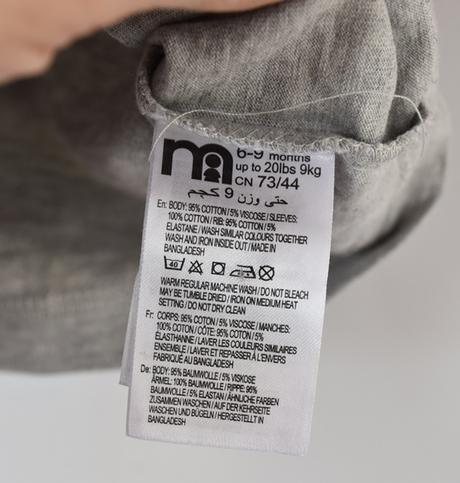 6-9 months
up to 20lbs 9kg
CN 73/44
حتى وزن 9 كجم
En: BODY: 95% COTTON / 5% VISCOSE / SLEEVES:
100% COTTON / RIB: 95% COTTON / 5%
ELASTANE / WASH SIMILAR COLOURS TOGETHER
WASH AND IRON INSIDE OUT / MADE IN
BANGLADESH
40
WARM REGULAR MACHINE WASH / DO NOT BLEACH
MAY BE TUMBLE DRIED / IRON ON MEDIUM HEAT
SETTING / DO NOT DRY CLEAN
Fr: CORPS: 95% COTON / 5% VISCOSE / MANCHES:
100% COTON / CÔTE: 95% COTON / 5%
ÉLASTHANNE / LAVER LES COULEURS SIMILAIRES
ENSEMBLE / LAVER ET REPASSER À L'ENVERS
FABRIQUÉ AU BANGLADESH
De: BODY: 95% BAUMWOLLE / 5% VISKOSE
ÄRMEL: 100% BAUMWOLLE / RIPPE: 95%
BAUMWOLLE / 5% ELASTAN / ÄHNLICHE FARBEN
ZUSAMMEN WASCHEN / AUF DER KEHRSEITE
WASCHEN UND BÜGELN / HERGESTELLT IN
BANGLADESH